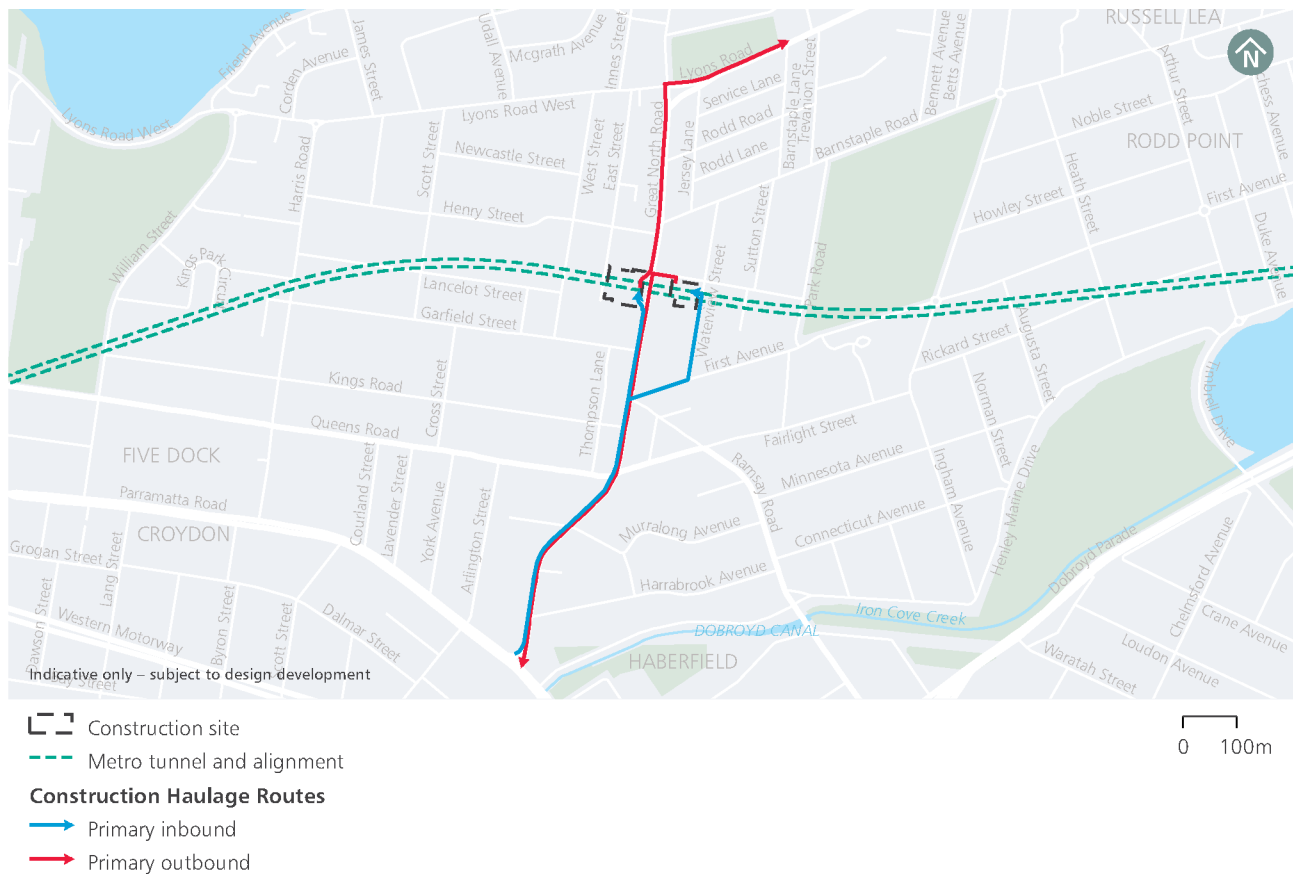 RUSSELL LEA
N
Friend Avenue
James Street
Udall Avenue
Mcgrath Avenue
Innes Street
Corden Avenue
Lyons Road
Service Lane
Barnstaple Lane
Trevanion Street
Bennett Avenue
Betts Avenue
Arthur Street
Lyons Road West
Lyons Road West
Harris Road
Scott Street
Newcastle Street
West Street
East Street
Great North Road
Jersey Lane
Rodd Road
Rodd Lane
Barnstaple Road
Noble Street
RODD POINT
Heath Street
First Avenue
Howley Street
Duke Avenue
Henry Street
William Street
Kings Park
Sutton Street
Park Road
Waterview Street
Lancelot Street
Garfield Street
First Avenue
Rickard Street
Augusta Street
Kings Road
Cross Street
Thompson Lane
Norman Street
Timbrell Drive
Queens Road
Fairlight Street
FIVE DOCK
Ramsay Road
Minnesota Avenue
Ingham Avenue
Henley Marine Drive
Parramatta Road
Courland Street
Lavender Street
York Avenue
Arlington Street
CROYDON
Murralong Avenue
Connecticut Avenue
Grogan Street
Lang Street
Harrabrook Avenue
Dobroyd Parade
Chelmsford Avenue
Dawson Street
Byron Street
Scott Street
Dalmar Street
Western Motorway
Iron Cove Creek
DOBROYD CANAL
HABERFIELD
Crane Avenue
Loudon Avenue
Waratah Street
Indicative only – subject to design development
Construction site
0 100m
Metro tunnel and alignment
Construction Haulage Routes
Primary inbound
Primary outbound